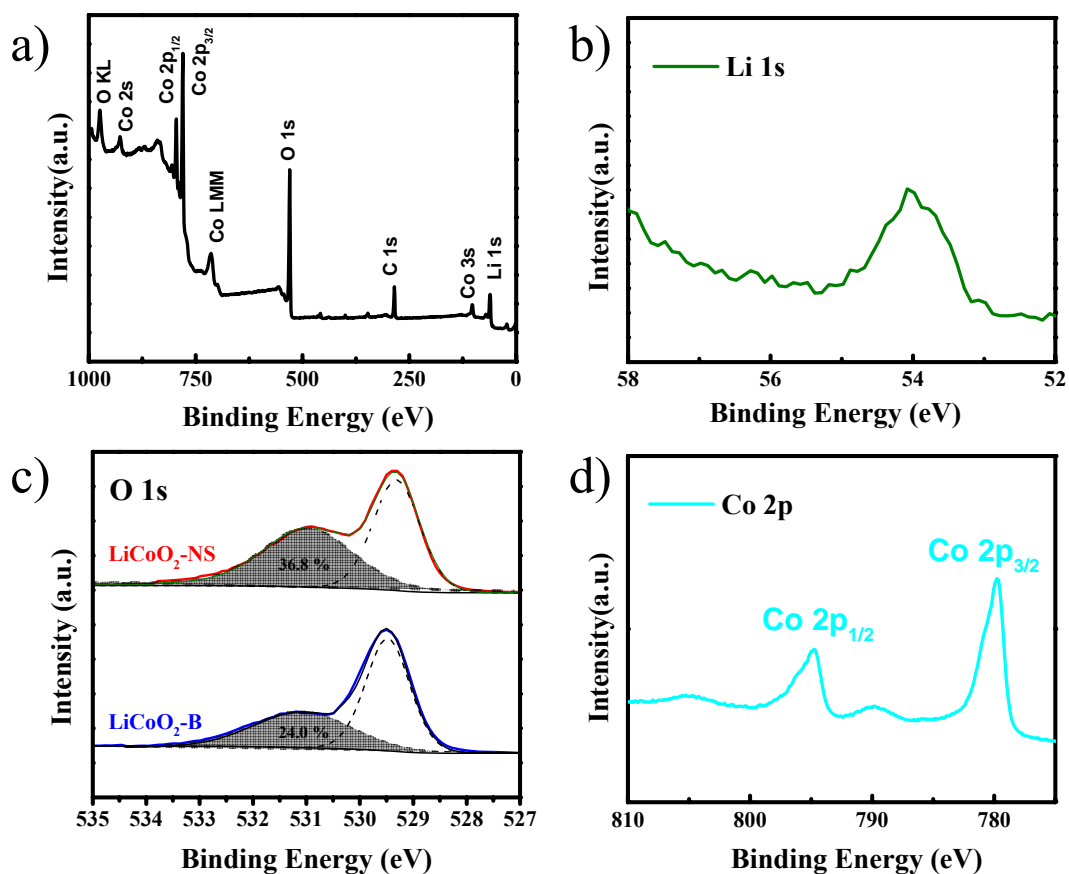 a)
O KL
Co 2s
Co 2p1/2
Co 2p3/2
Co LMM
O 1s
C 1s
Co 3s
Li 1s
Intensity(a.u.)
1000 750 500 250 0
Binding Energy (eV)
b)
Li 1s
Intensity(a.u.)
58 56 54 52
Binding Energy (eV)
c)
O 1s
LiCoO2-NS
36.8 %
LiCoO2-B
24.0 %
Intensity (a.u.)
535 534 533 532 531 530 529 528 527
Binding Energy (eV)
d)
Co 2p
Co 2p3/2
Co 2p1/2
Intensity(a.u.)
810 800 790 780
Binding Energy (eV)